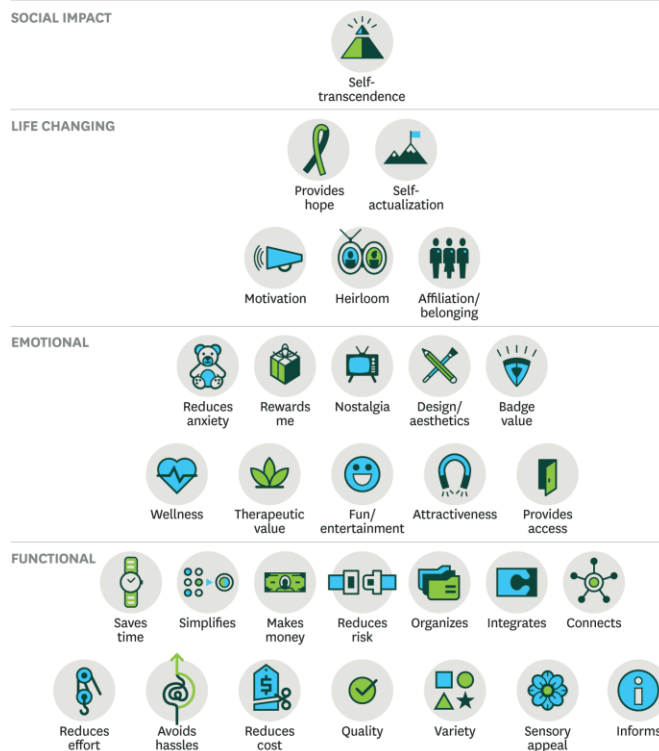 SOCIAL IMPACT
Self-
transcendence
LIFE CHANGING
Provides
hope
Self-
actualization
Motivation
Heirloom
Affiliation/
belonging
EMOTIONAL
Reduces
anxiety
Rewards
me
Nostalgia
Design/
aesthetics
Badge
value
Wellness
Therapeutic
value
Fun/
entertainment
Attractiveness
Provides
access
FUNCTIONAL
Saves
time
Simplifies
Makes
money
Reduces
risk
Organizes
Integrates
Connects
@
$
i
Reduces
effort
Avoids
hassles
Reduces
cost
Quality
Variety
Sensory
appeal
Informs